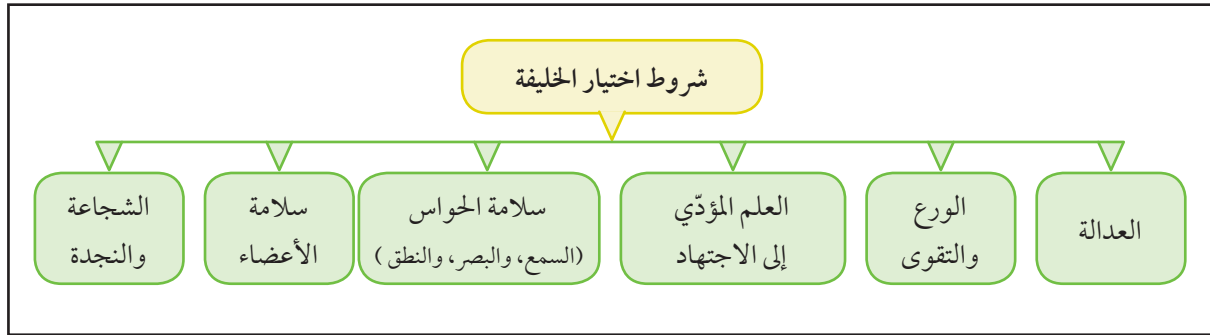 شروط اختيار الخليفة
العدالة
الورع
والتقوى
العلم المؤدّي
إلى الاجتهاد
سلامة الحواس
(السمع، والبصر، والنطق )
سلامة
الأعضاء
الشجاعة
والنجدة